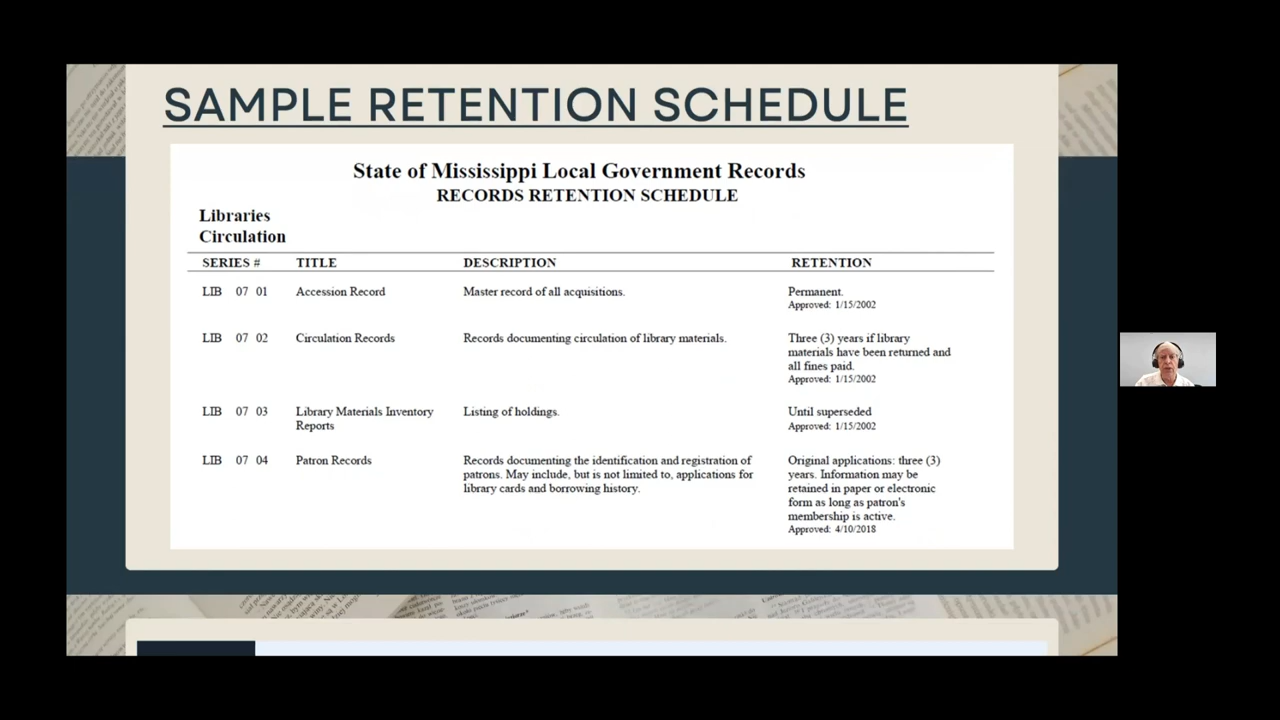 SAMPLE RETENTION SCHEDULE
State of Mississippi Local Government Records
RECORDS RETENTION SCHEDULE
Libraries
Circulation
SERIES # TITLE DESCRIPTION RETENTION
LIB 07 01 Accession Record Master record of all acquisitions. Permanent.
Approved: 1/15/2002
LIB 07 02 Circulation Records Records documenting circulation of library materials. Three (3) years if library
materials have been returned and
all fines paid.
Approved: 1/15/2002
LIB 07 03 Library Materials Inventory Listing of holdings. Until superseded
Reports Approved: 1/15/2002
LIB 07 04 Patron Records Records documenting the identification and registration of Original applications: three (3)
patrons. May include, but is not limited to, applications for years. Information may be
library cards and borrowing history. retained in paper or electronic
form as long as patron's
membership is active.
Approved: 4/10/2018